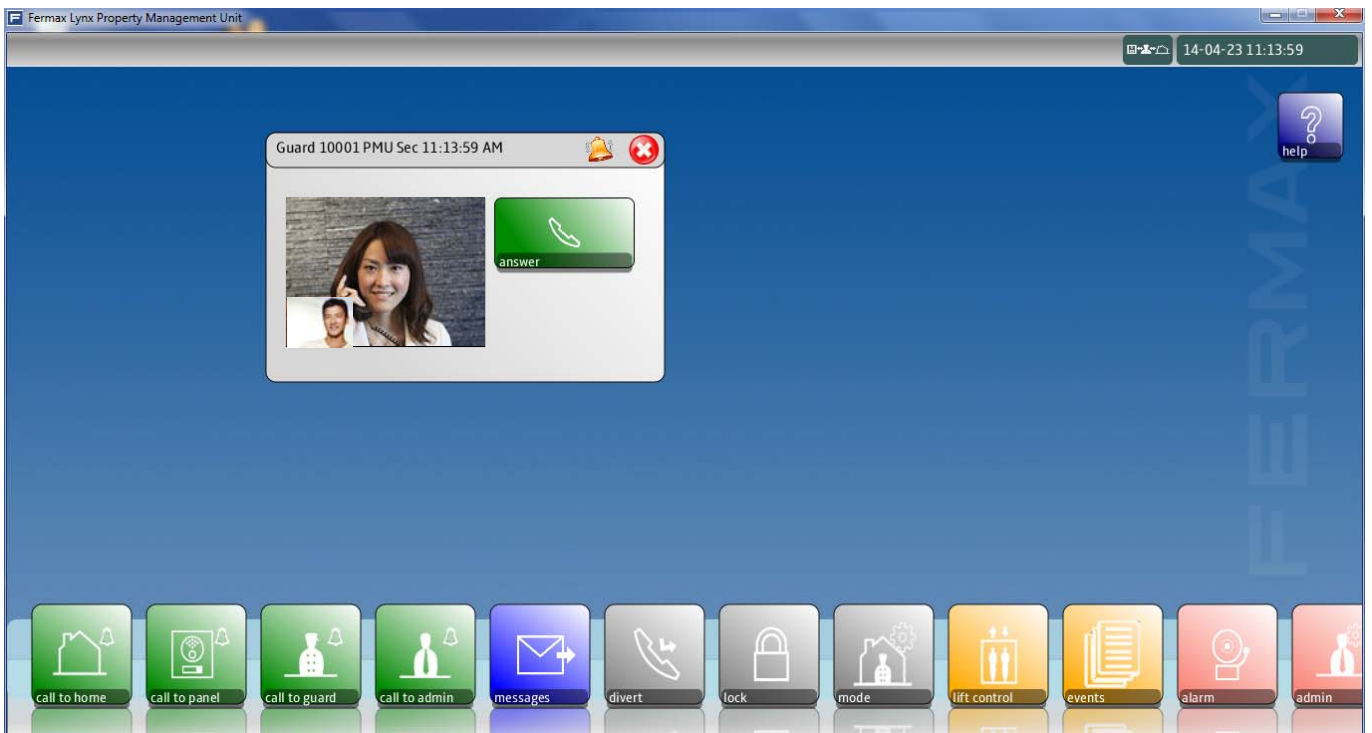 Fermax Lynx Property Management Unit
14-04-23 11:13:59
help
Guard 10001 PMU Sec 11:13:59 AM
answer
FERMAX
call to home
call to panel
call to guard
call to admin
messages
divert
lock
mode
lift control
events
alarm
admin